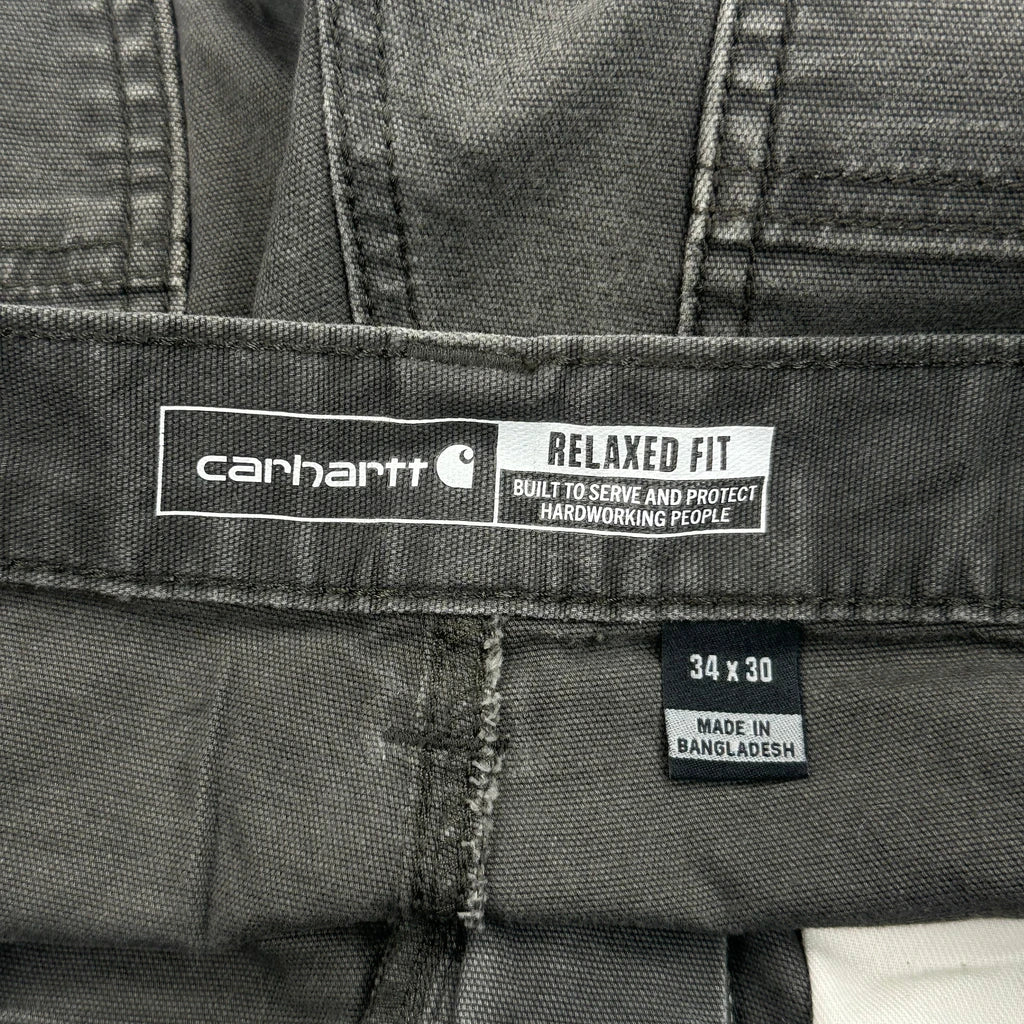 carhartt
RELAXED FIT
BUILT TO SERVE AND PROTECT
HARDWORKING PEOPLE
34 x 30
MADE IN
BANGLADESH